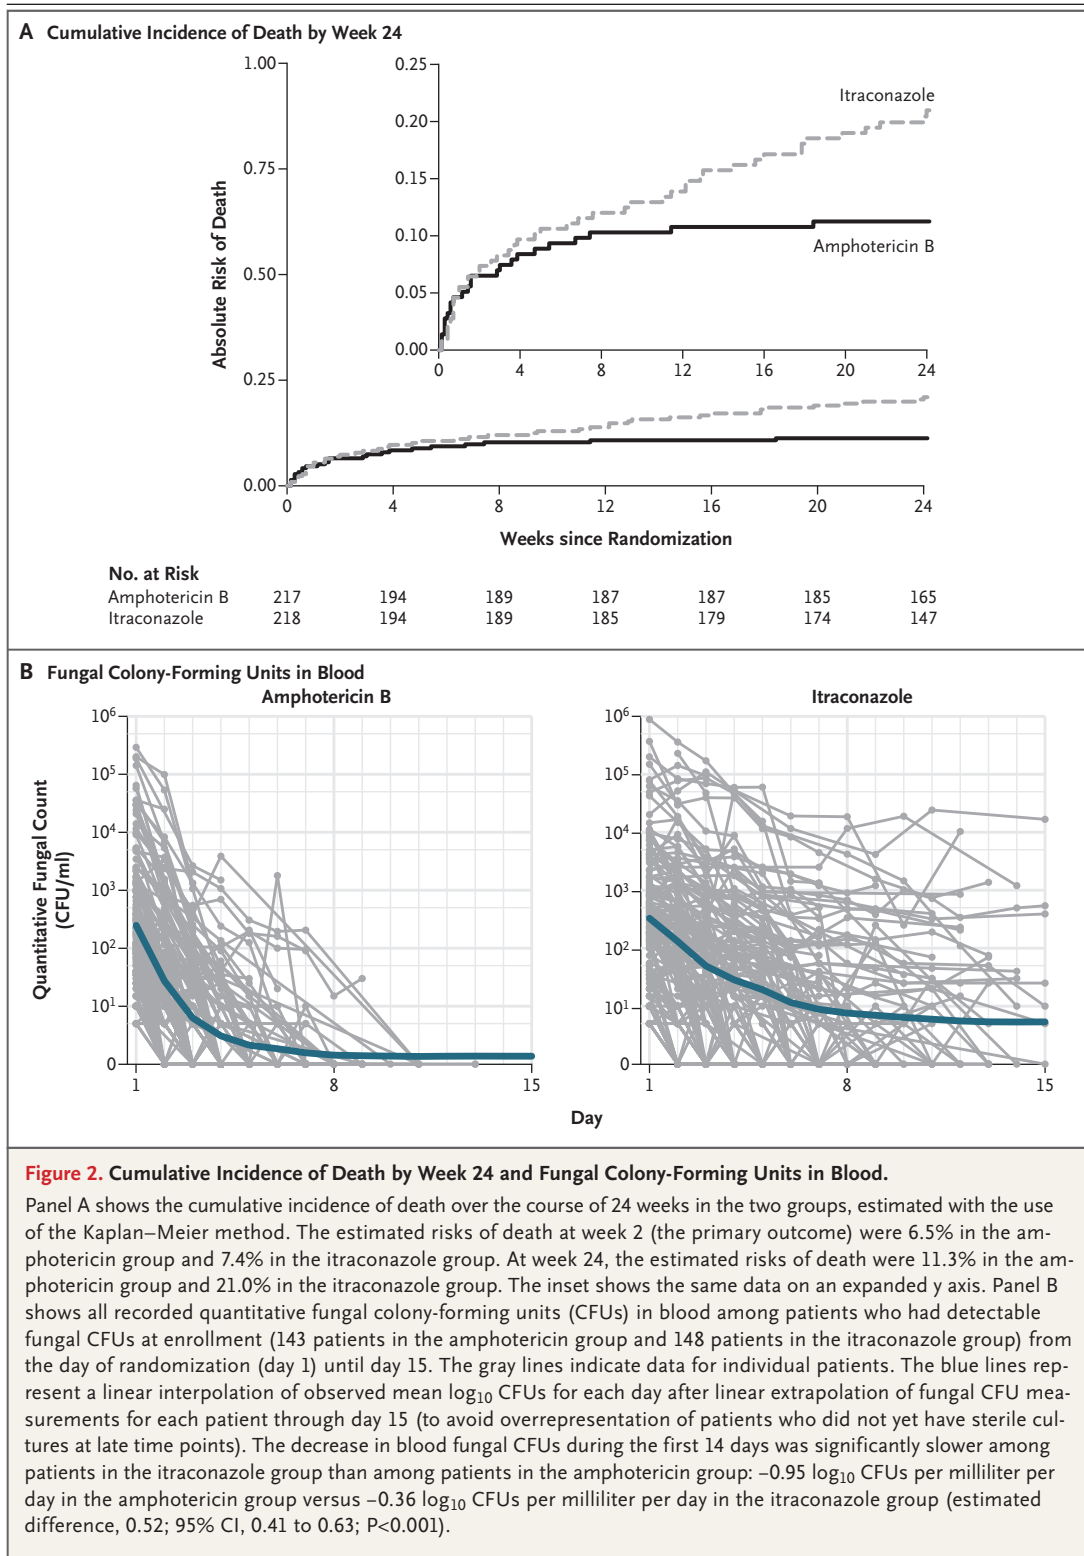 A Cumulative Incidence of Death by Week 24
1.00
0.75
0.50
0.25
0.00
Absolute Risk of Death
0.25
0.20
0.15
0.10
0.05
0.00
Itraconazole
Amphotericin B
0 4 8 12 16 20 24
0 4 8 12 16 20 24
Weeks since Randomization
No. at Risk
Amphotericin B 217 194 189 187 187 185 165
Itraconazole 218 194 189 185 179 174 147
B Fungal Colony-Forming Units in Blood
Amphotericin B
Itraconazole
Quantitative Fungal Count
(CFU/ml)
10⁶
10⁵
10⁴
10³
10²
10¹
0
1 8 15
10⁶
10⁵
10⁴
10³
10²
10¹
0
1 8 15
Day
Figure 2. Cumulative Incidence of Death by Week 24 and Fungal Colony-Forming Units in Blood.
Panel A shows the cumulative incidence of death over the course of 24 weeks in the two groups, estimated with the use
of the Kaplan–Meier method. The estimated risks of death at week 2 (the primary outcome) were 6.5% in the am-
photericin group and 7.4% in the itraconazole group. At week 24, the estimated risks of death were 11.3% in the am-
photericin group and 21.0% in the itraconazole group. The inset shows the same data on an expanded y axis. Panel B
shows all recorded quantitative fungal colony-forming units (CFUs) in blood among patients who had detectable
fungal CFUs at enrollment (143 patients in the amphotericin group and 148 patients in the itraconazole group) from
the day of randomization (day 1) until day 15. The gray lines indicate data for individual patients. The blue lines rep-
resent a linear interpolation of observed mean log₁₀ CFUs for each day after linear extrapolation of fungal CFU mea-
surements for each patient through day 15 (to avoid overrepresentation of patients who did not yet have sterile cul-
tures at late time points). The decrease in blood fungal CFUs during the first 14 days was significantly slower among
patients in the itraconazole group than among patients in the amphotericin group: −0.95 log₁₀ CFUs per milliliter per
day in the amphotericin group versus −0.36 log₁₀ CFUs per milliliter per day in the itraconazole group (estimated
difference, 0.52; 95% CI, 0.41 to 0.63; P<0.001).